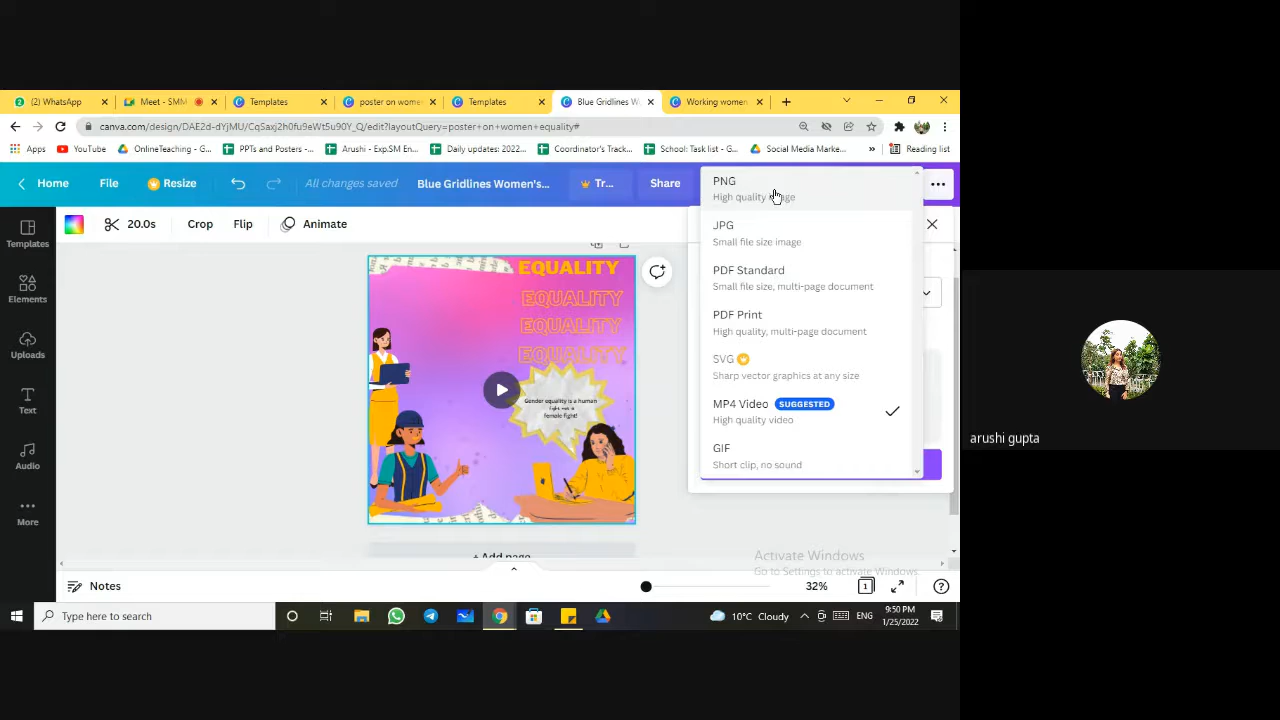 (2) WhatsApp
Meet - SMM
Templates
poster on wome
Templates
Blue Gridlines W
Working women
canva.com/design/DAE2d-dYjMU/CqSaxj2h0fu9eWt5u90Y_Q/edit?layoutQuery=poster+on+women+equality#
Apps
YouTube
OnlineTeaching - G...
PPTs and Posters -...
Arushi - Exp.SM En...
Daily updates: 2022...
Coordinator's Track...
School: Task list - G...
Social Media Marke...
»
Reading list
Home
File
Resize
All changes saved
Blue Gridlines Women's...
Tr...
Share
Templates
Elements
Uploads
Text
Audio
More
20.0s
Crop
Flip
Animate
EQUALITY
EQUALITY
EQUALITY
EQUALITY
Gender equality is a human
fight not a
female fight!
+ Add page
PNG
High quality image
JPG
Small file size image
PDF Standard
Small file size, multi-page document
PDF Print
High quality, multi-page document
SVG
Sharp vector graphics at any size
MP4 Video SUGGESTED
High quality video
GIF
Short clip, no sound
Activate Windows
Go to Settings to activate Windows.
Notes
32%
1
Type here to search
10°C Cloudy
ENG
9:50 PM
1/25/2022
arushi gupta